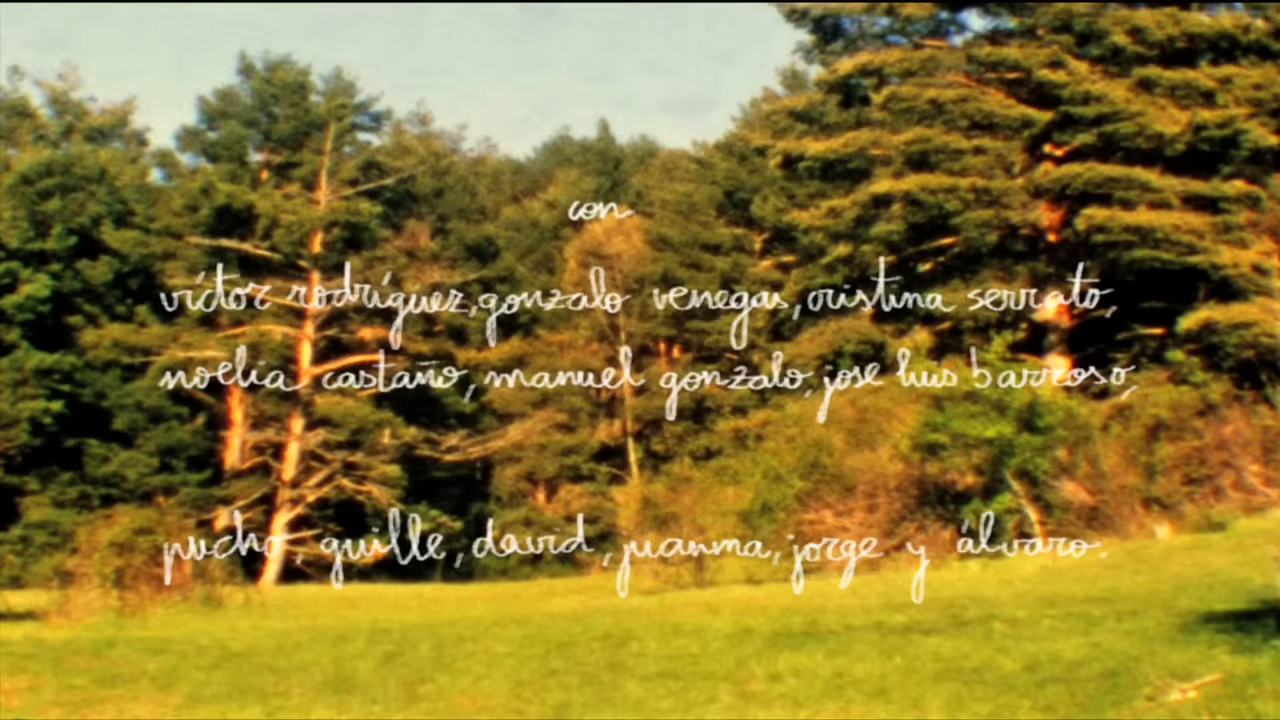 con
víctor rodríguez, gonzalo venegas, cristina serrato,
noelia castaño, manuel gonzalo, jose luis barroso,
pucho, guille, david, juanma, jorge y álvaro.